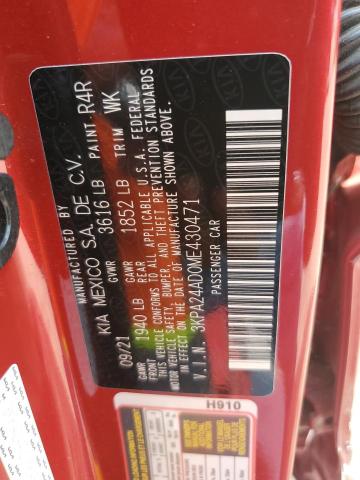 MANUFACTURED BY
KIA MEXICO S.A. DE C.V.
09/21 GVWR 3616 LB PAINT R4R
GAWR 1940 LB REAR GAWR 1852 LB TRIM WK
THIS VEHICLE CONFORMS TO ALL APPLICABLE U.S.A. FEDERAL
MOTOR VEHICLE SAFETY, BUMPER, AND THEFT PREVENTION STANDARDS
IN EFFECT ON THE DATE OF MANUFACTURE SHOWN ABOVE.
V.I.N. 3KPA24AD0ME430471
PASSENGER CAR
H910